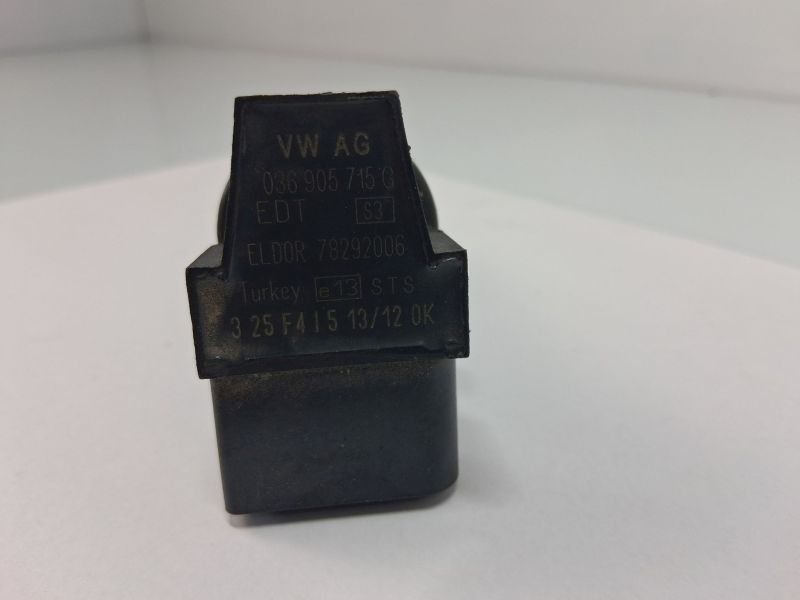 VW AG
036 905 715 G
EDT S3
ELDOR 78292006
Turkey e13 STS
3 25 F4 I 5 13/12 OK